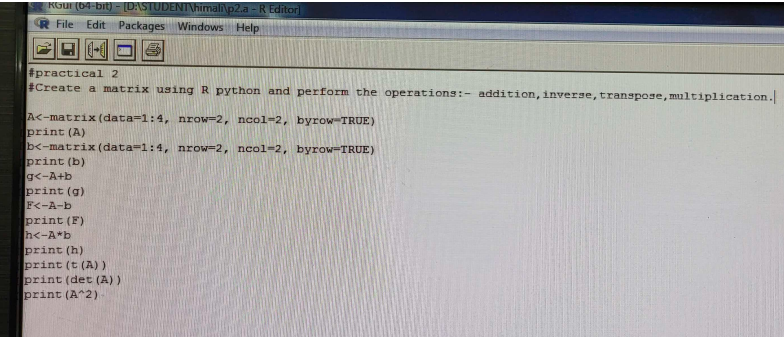 RGui (64-bit) - [D:\STUDENT\himali\p2.a - R Editor]
File Edit Packages Windows Help
#practical 2
#Create a matrix using R python and perform the operations:- addition,inverse,transpose,multiplication.
A<-matrix(data=1:4, nrow=2, ncol=2, byrow=TRUE)
print(A)
b<-matrix(data=1:4, nrow=2, ncol=2, byrow=TRUE)
print(b)
g<-A+b
print(g)
F<-A-b
print(F)
h<-A*b
print(h)
print(t(A))
print(det(A))
print(A^2)